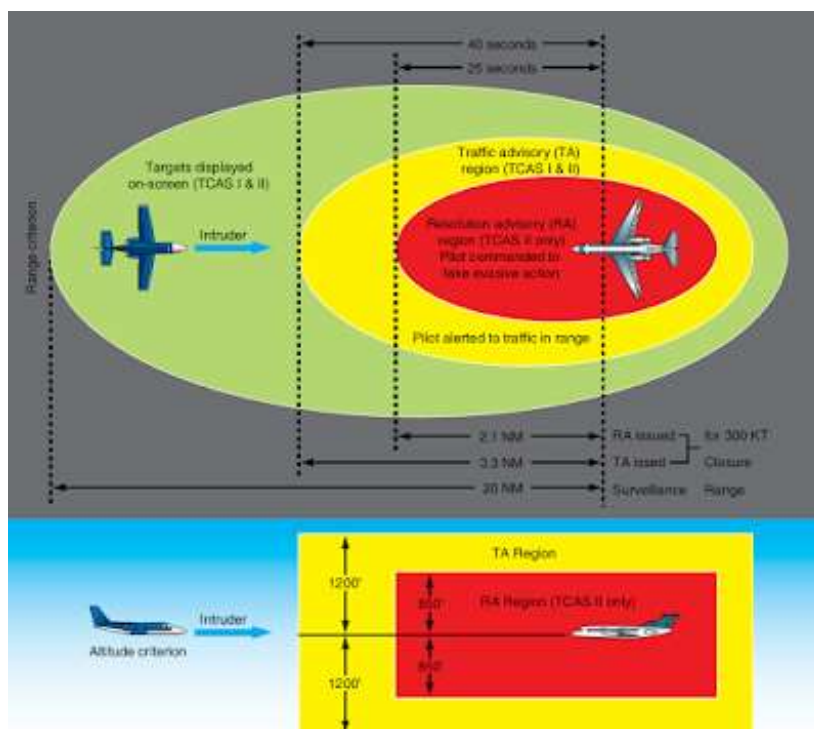 40 seconds
25 seconds
Traffic advisory (TA)
region (TCAS I & II)
Targets displayed
on-screen (TCAS I & II)
Range criterion
Intruder
Resolution advisory (RA)
region (TCAS II only)
Pilot commanded to
take evasive action
Pilot alerted to traffic in range
2.1 NM RA issued for 300 KT
3.3 NM TA issed Closure
20 NM Surveillance Range
TA Region
1200'
RA Region (TCAS II only)
Intruder
Altitude criterion
1200'